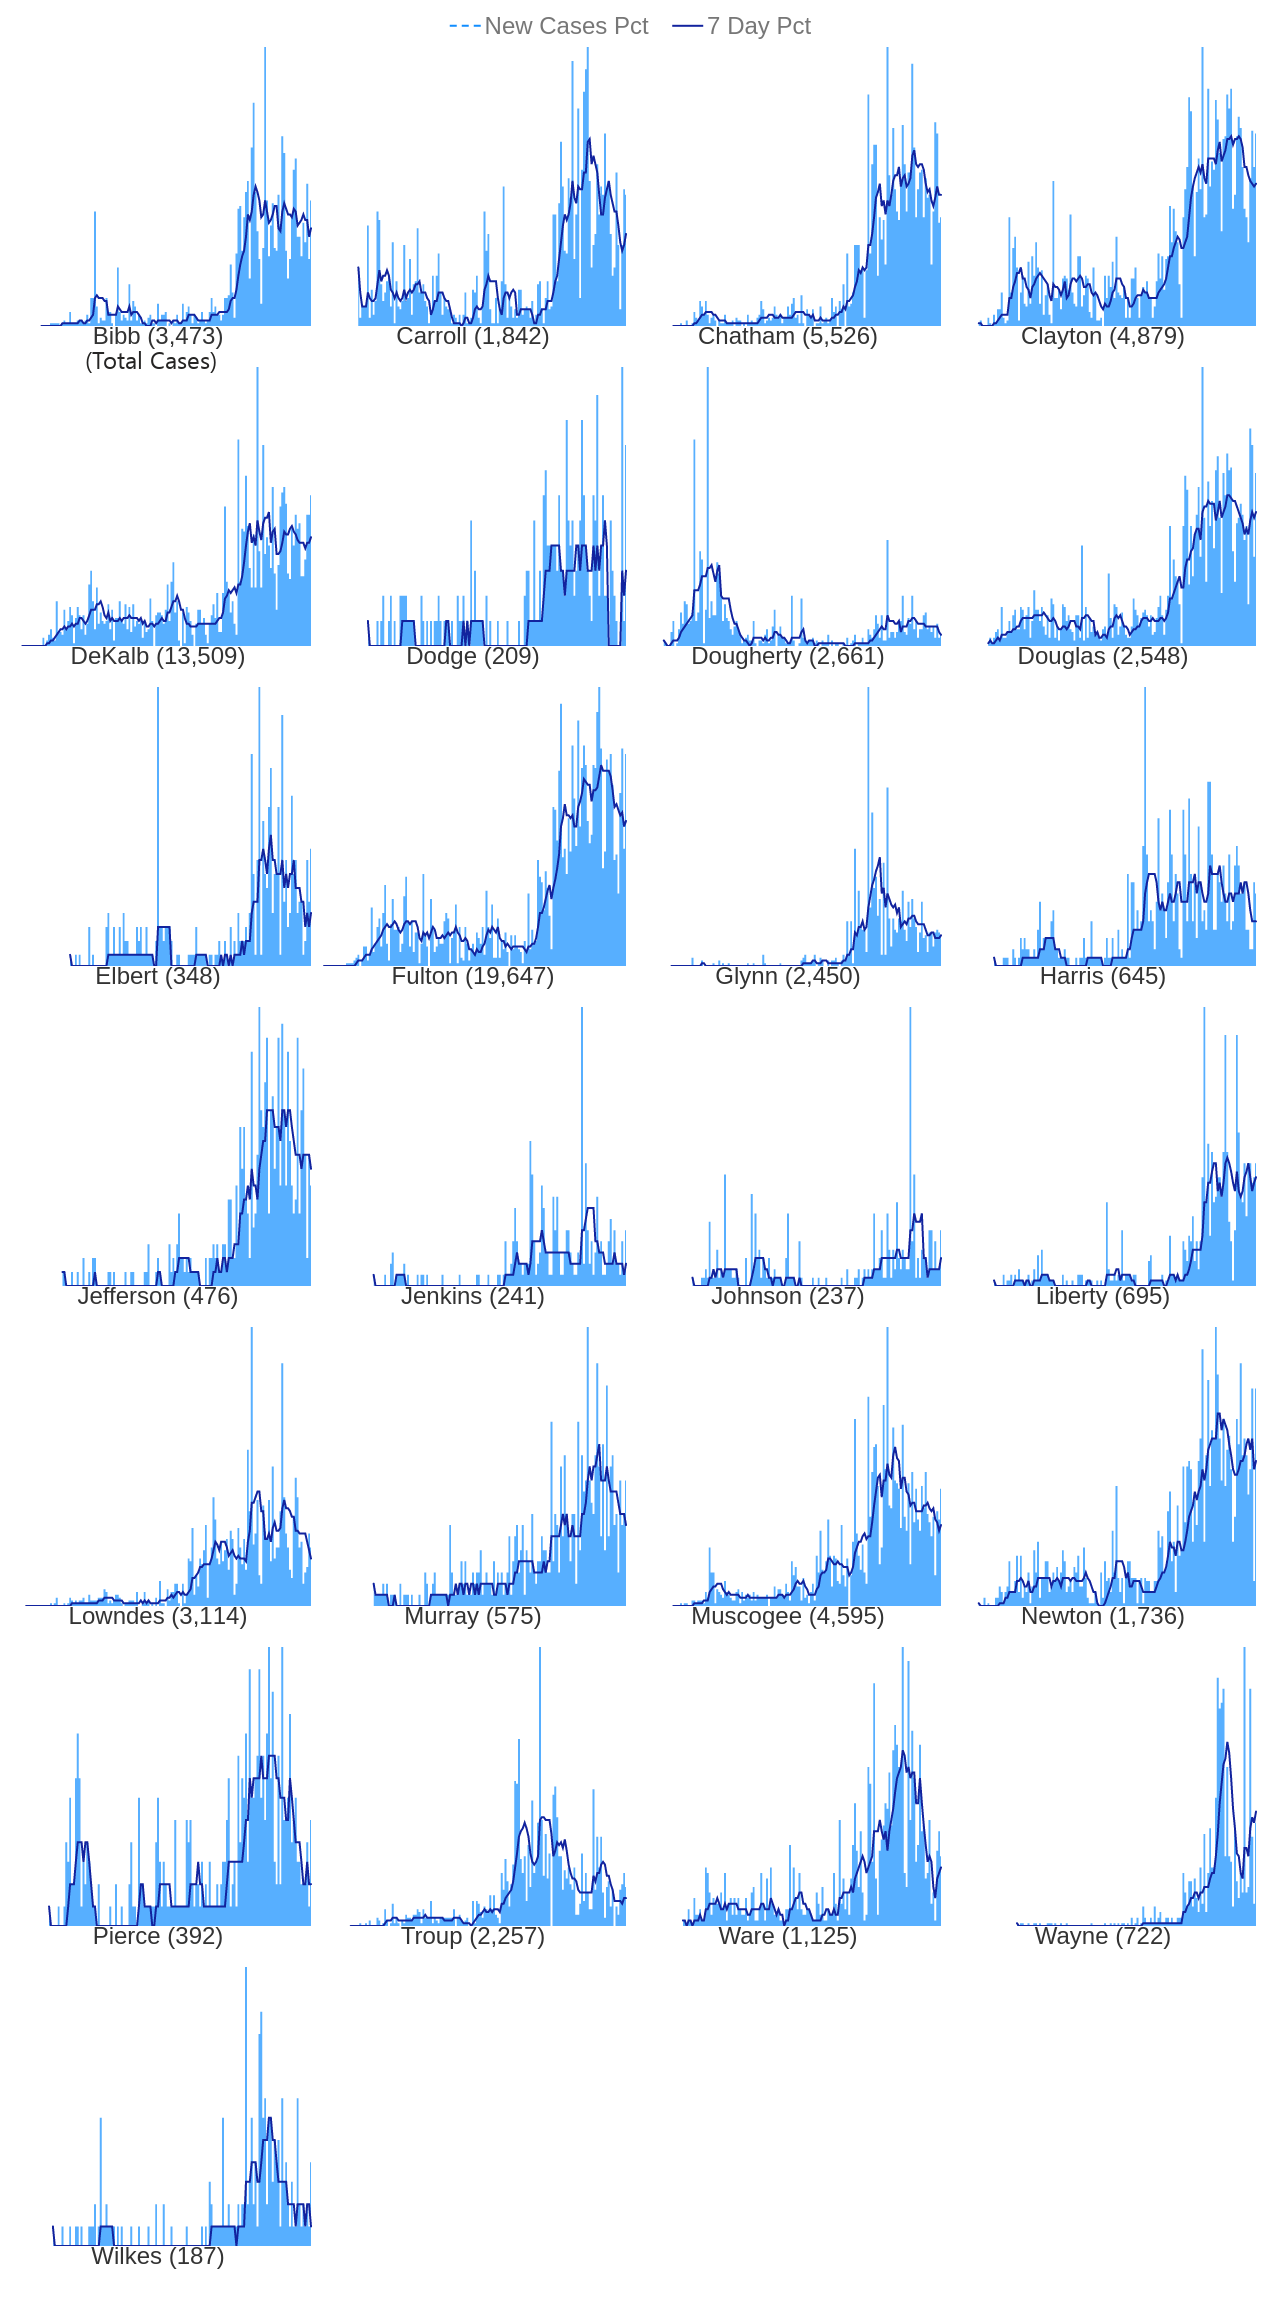 New Cases Pct 7 Day Pct
Bibb (3,473) Carroll (1,842) Chatham (5,526) Clayton (4,879)
(Total Cases)
DeKalb (13,509) Dodge (209) Dougherty (2,661) Douglas (2,548)
Elbert (348) Fulton (19,647) Glynn (2,450) Harris (645)
Jefferson (476) Jenkins (241) Johnson (237) Liberty (695)
Lowndes (3,114) Murray (575) Muscogee (4,595) Newton (1,736)
Pierce (392) Troup (2,257) Ware (1,125) Wayne (722)
Wilkes (187)